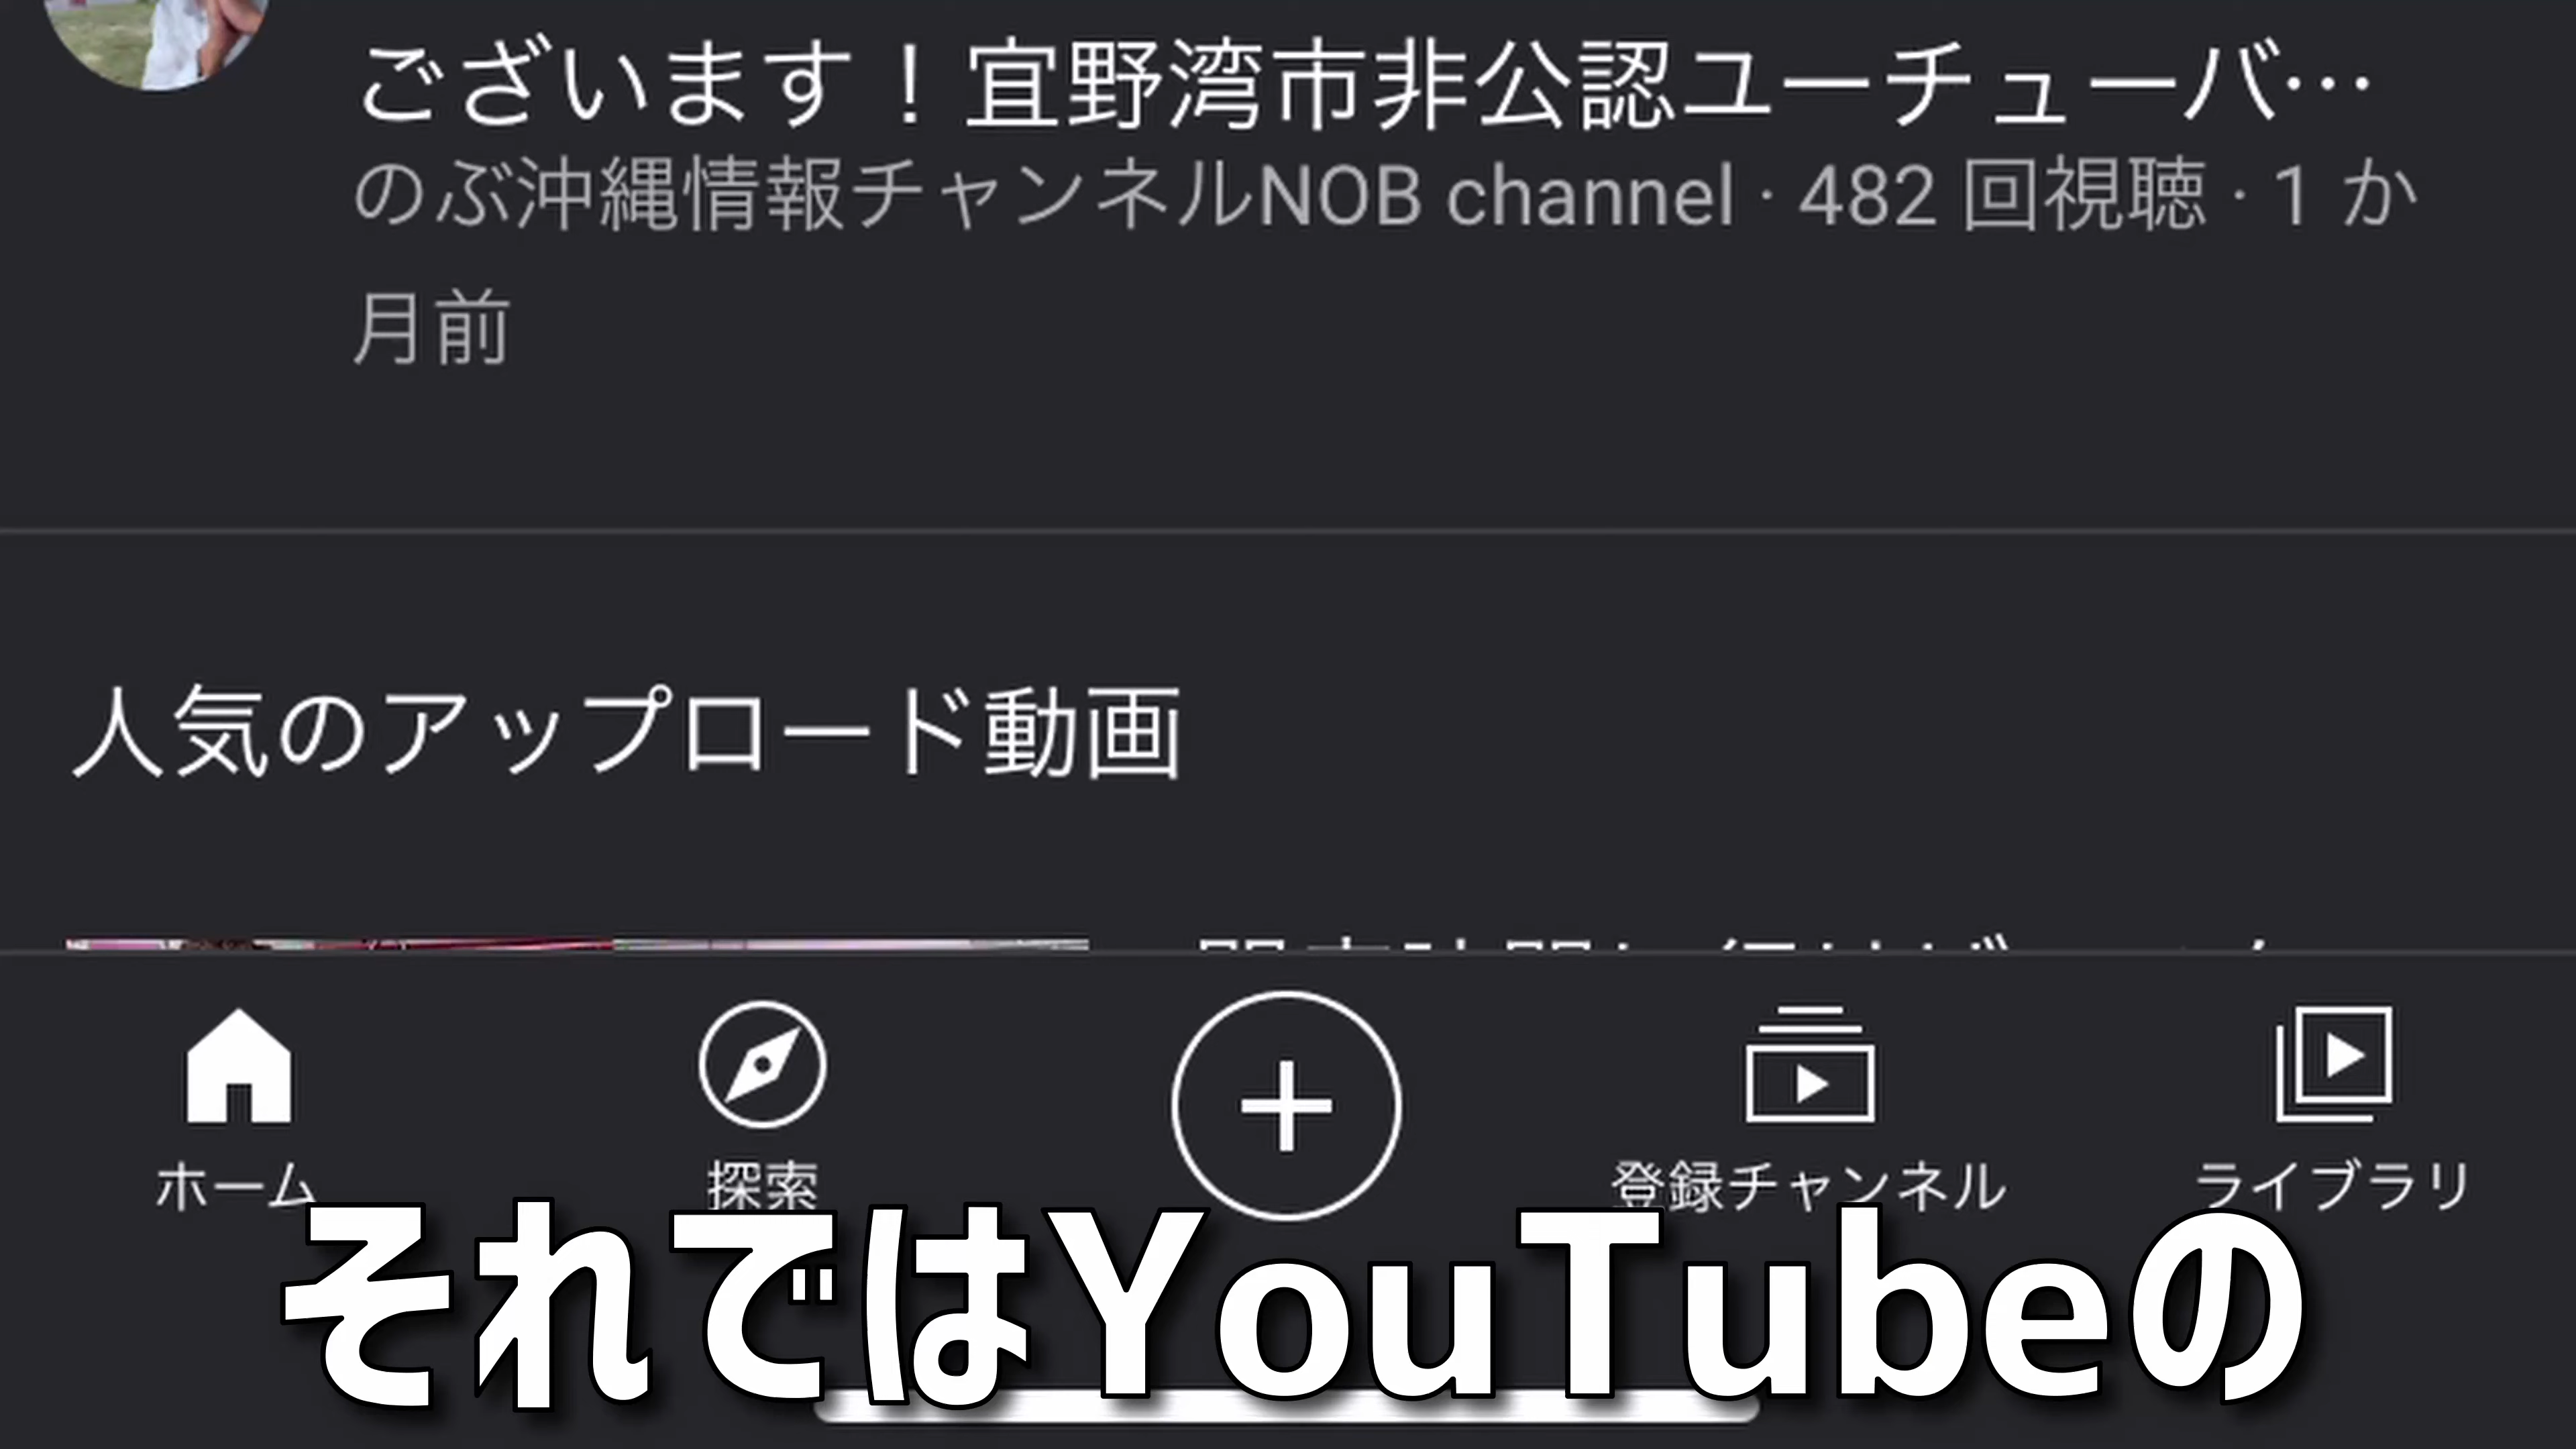 ございます！宜野湾市非公認ユーチューバ…
のぶ沖縄情報チャンネルNOB channel · 482 回視聴 · 1 か
月前
人気のアップロード動画
ホーム
探索
登録チャンネル
ライブラリ
それではYouTubeの